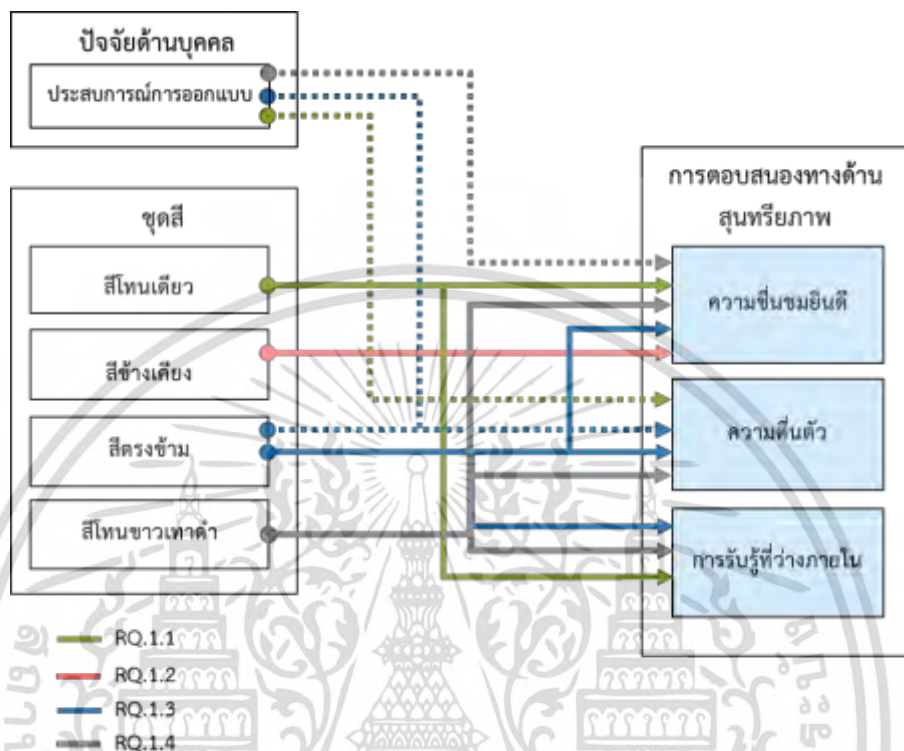 ปัจจัยด้านบุคคล
ประสบการณ์การออกแบบ
การตอบสนองทางด้าน
สุนทรียภาพ
ชุดสี
สีโทนเดียว
สีข้างเคียง
สีตรงข้าม
สีโทนขาวเทาดำ
ความชื่นชมยินดี
ความตื่นตัว
การรับรู้ที่ว่างภายใน
RQ.1.1
RQ.1.2
RQ.1.3
RQ.1.4